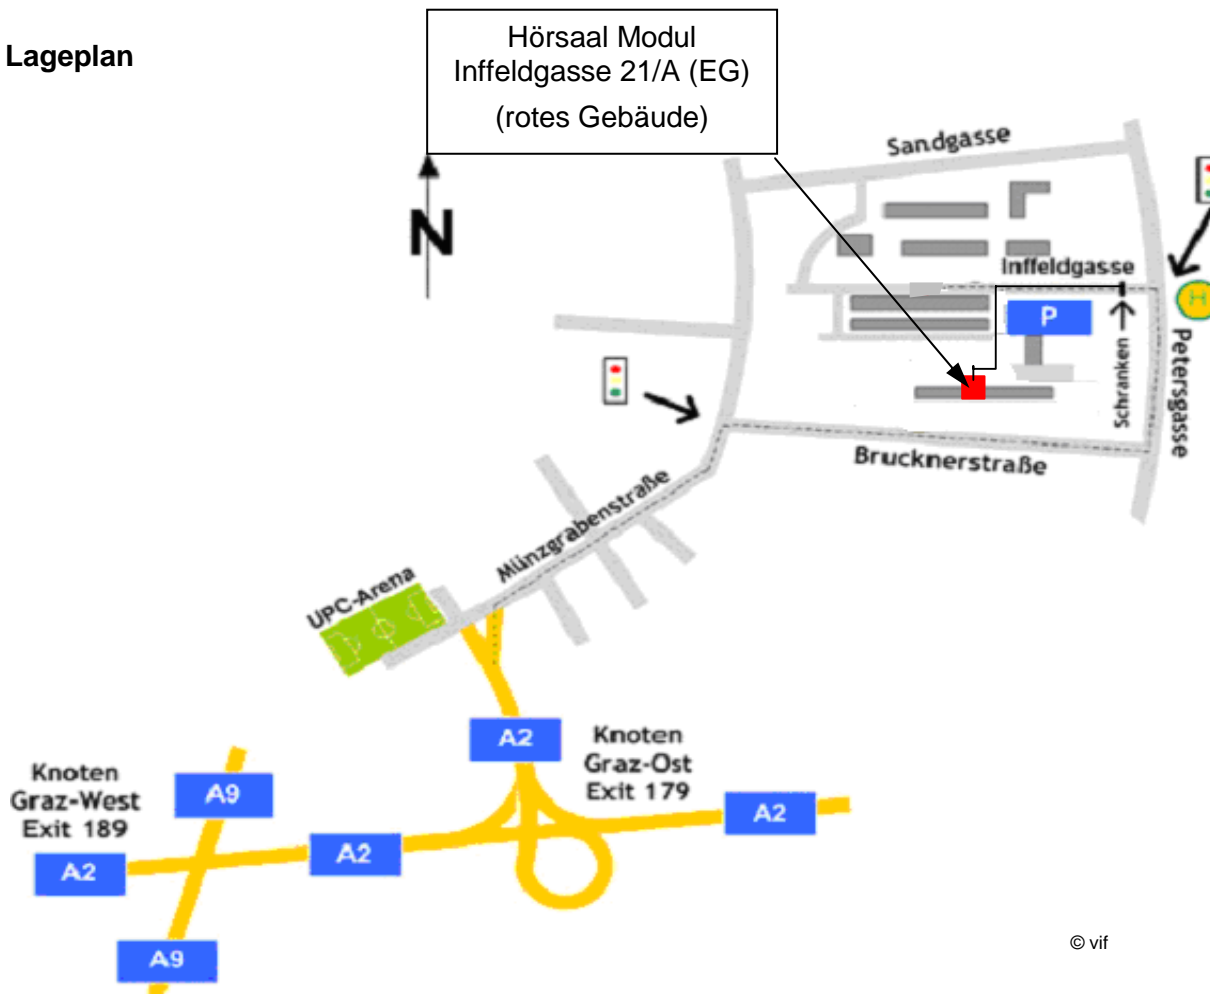 Lageplan
Hörsaal Modul
Inffeldgasse 21/A (EG)
(rotes Gebäude)
Sandgasse
N
Inffeldgasse
H
P
Schranken
Petersgasse
Brucknerstraße
Münzgrabenstraße
UPC-Arena
A2
Knoten
Graz-Ost
Exit 179
Knoten
Graz-West
Exit 189
A9
A2
A2
A2
A9
© vif